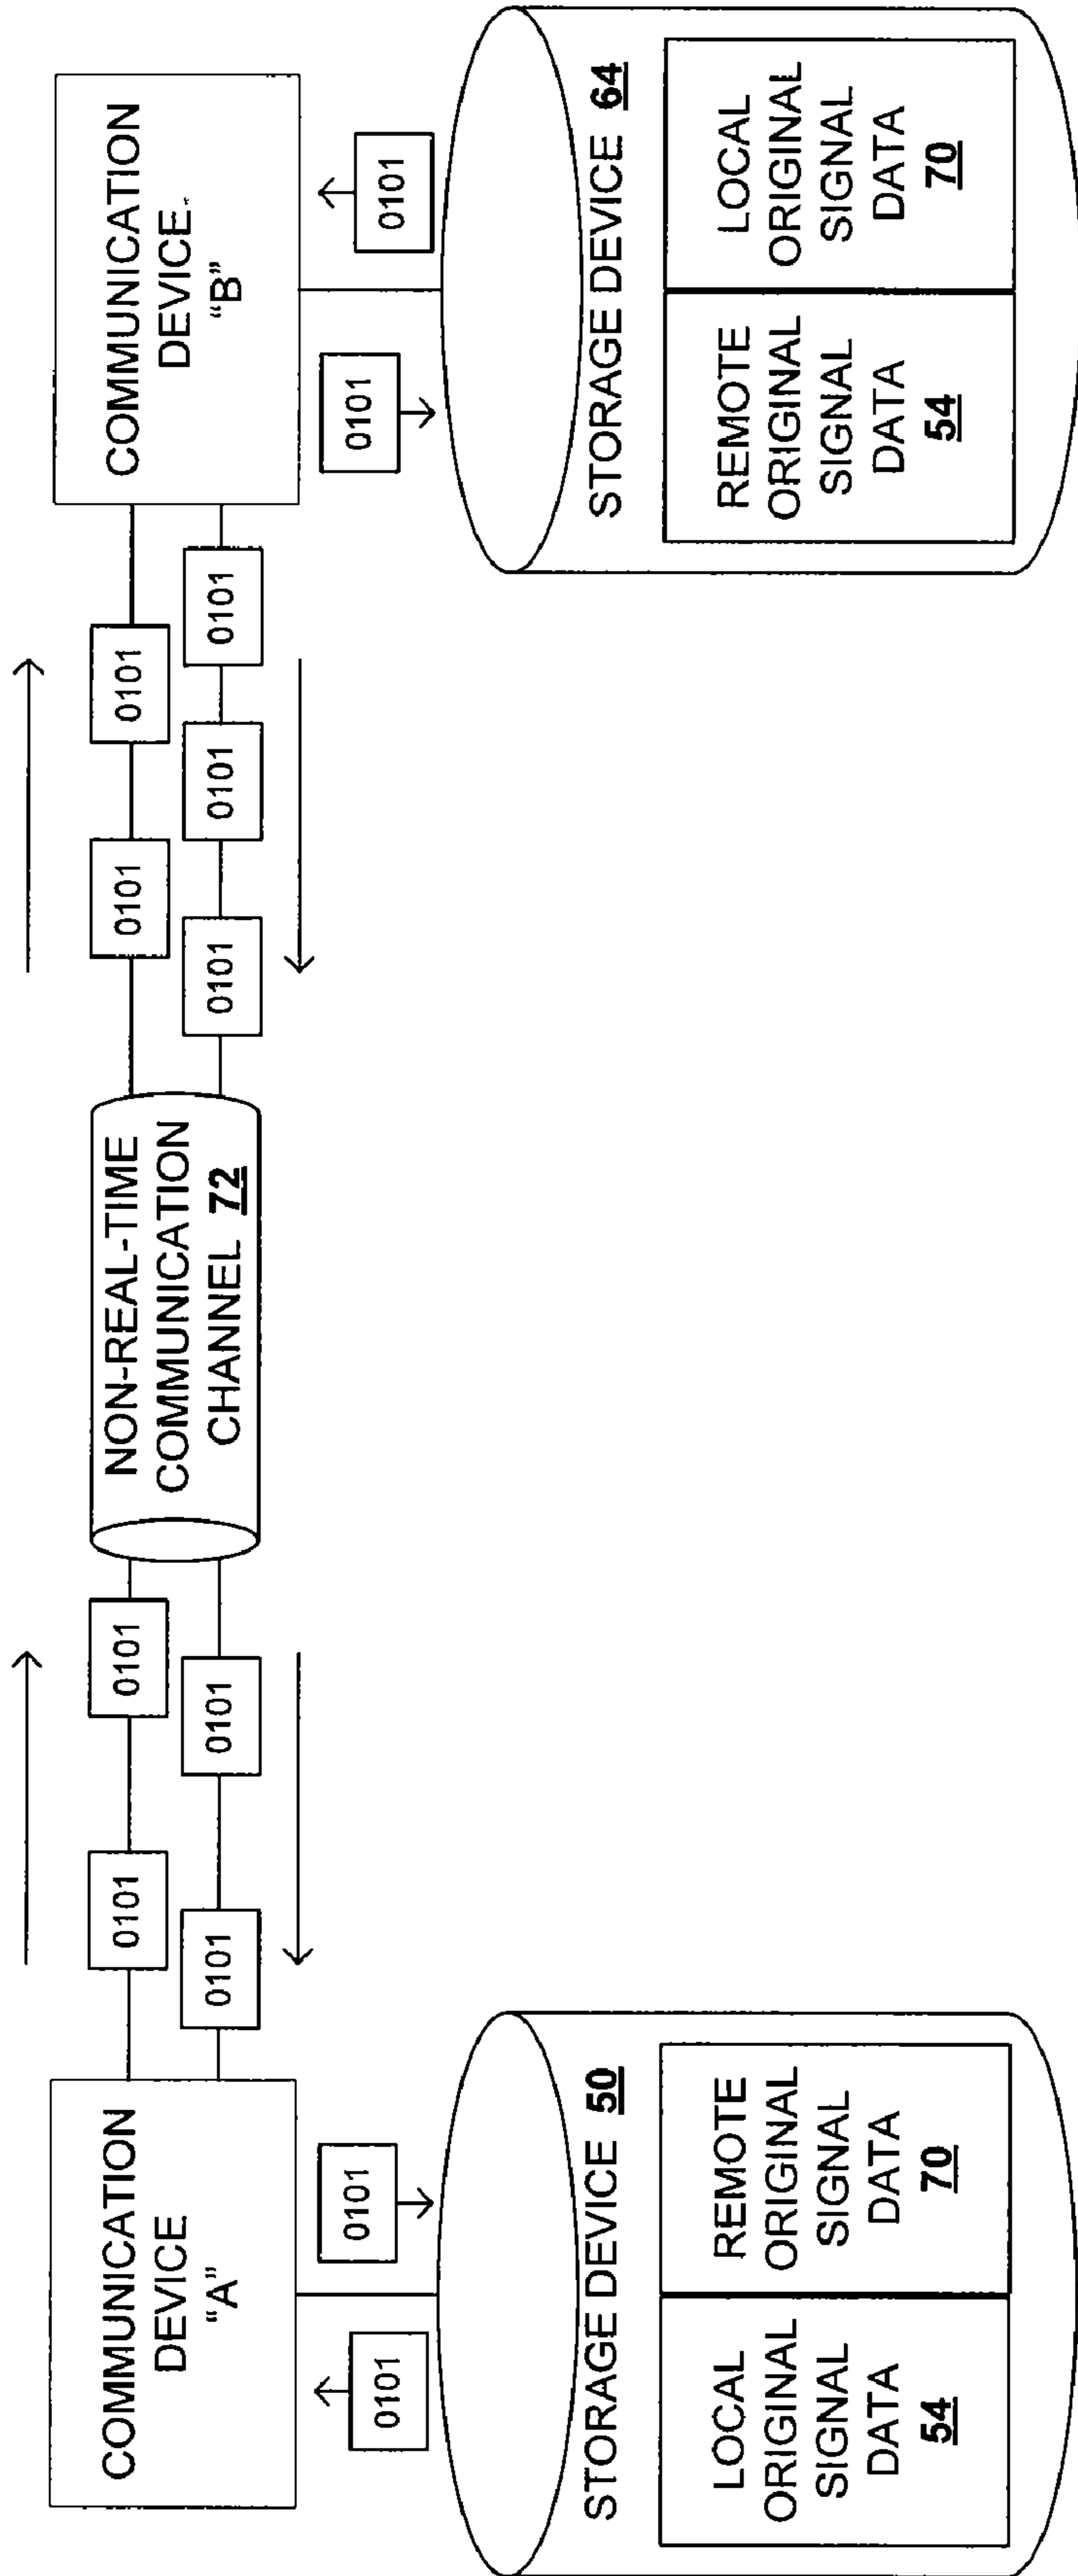 COMMUNICATION
DEVICE
“A”
0101
0101
0101
0101
NON-REAL-TIME
COMMUNICATION
CHANNEL 72
0101
0101
0101
0101
0101
COMMUNICATION
DEVICE
“B”
0101
0101
STORAGE DEVICE 50
LOCAL
ORIGINAL
SIGNAL
DATA
54
REMOTE
ORIGINAL
SIGNAL
DATA
70
0101
0101
STORAGE DEVICE 64
REMOTE
ORIGINAL
SIGNAL
DATA
54
LOCAL
ORIGINAL
SIGNAL
DATA
70